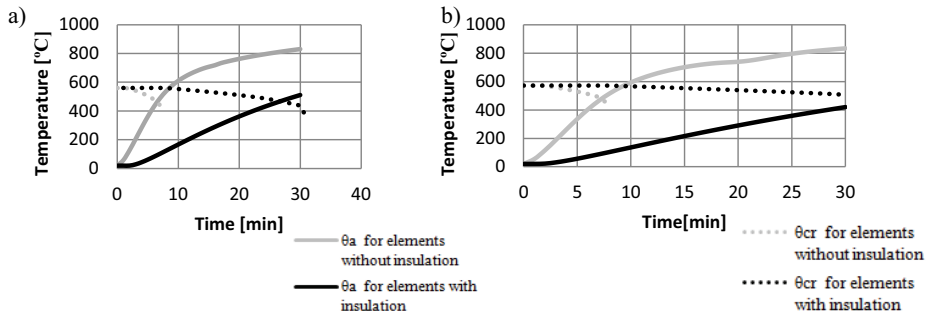 a)
Temperature [°C]
1000
800
600
400
200
0
0 10 20 30 40
Time [min]
b)
Temperature [°C]
1000
800
600
400
200
0
0 5 10 15 20 25 30
Time[min]
θa for elements
without insulation
θa for elements with
insulation
θcr for elements
without insulation
θcr for elements
with insulation